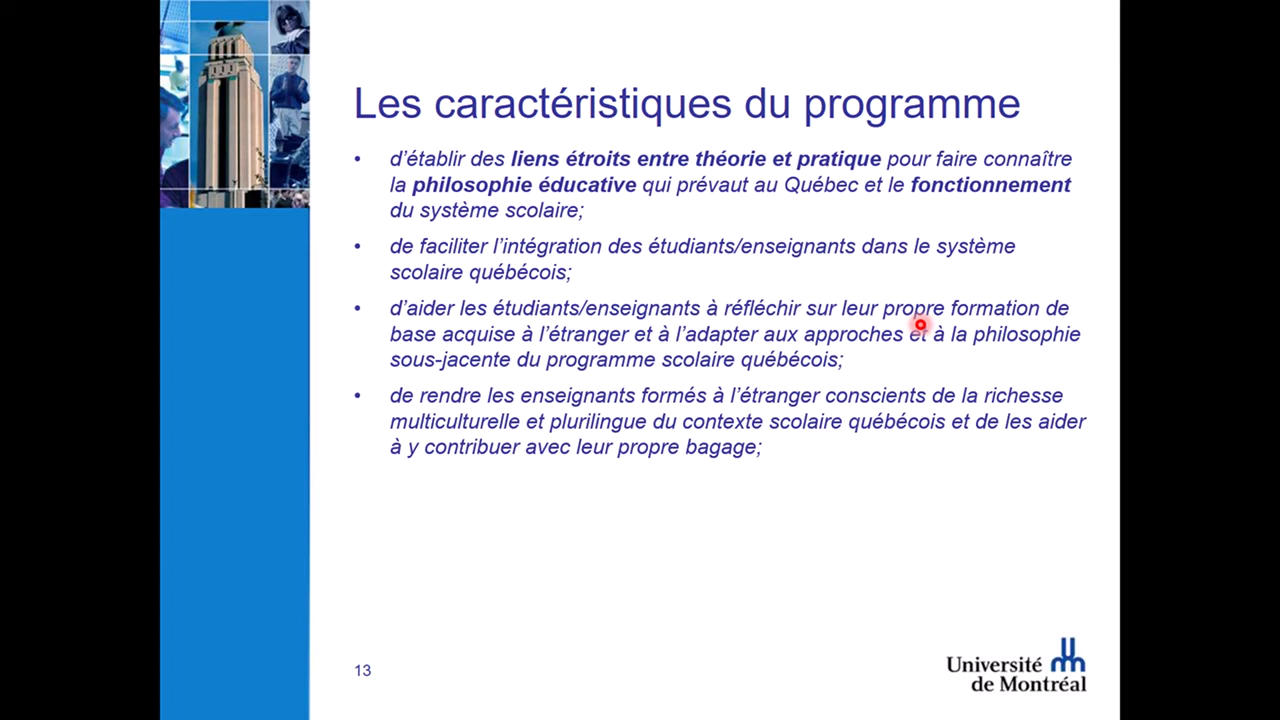 Les caractéristiques du programme
• d’établir des liens étroits entre théorie et pratique pour faire connaître
la philosophie éducative qui prévaut au Québec et le fonctionnement
du système scolaire;
• de faciliter l’intégration des étudiants/enseignants dans le système
scolaire québécois;
• d’aider les étudiants/enseignants à réfléchir sur leur propre formation de
base acquise à l’étranger et à l’adapter aux approches et à la philosophie
sous-jacente du programme scolaire québécois;
• de rendre les enseignants formés à l’étranger conscients de la richesse
multiculturelle et plurilingue du contexte scolaire québécois et de les aider
à y contribuer avec leur propre bagage;
13
Université
de Montréal